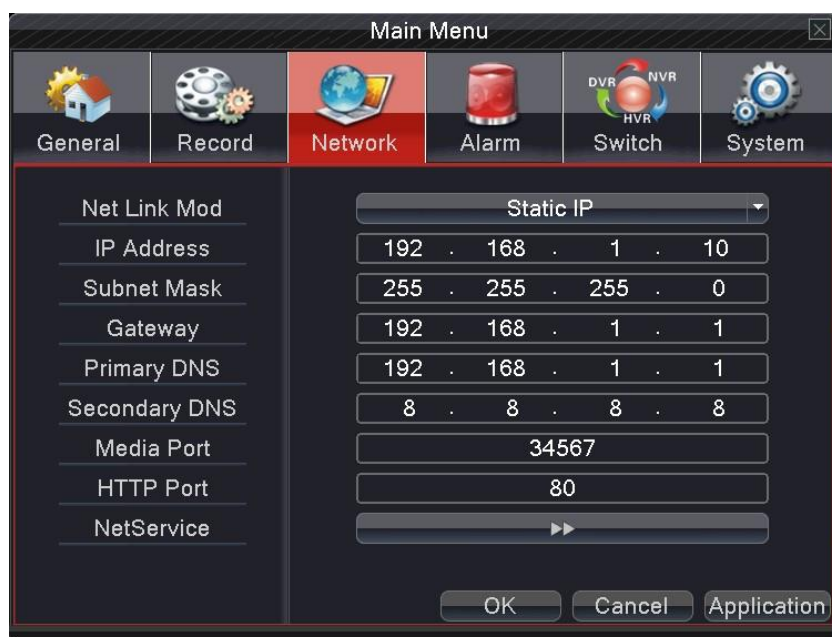 Main Menu
DVR NVR
HVR
General Record Network Alarm Switch System
Net Link Mod Static IP
IP Address 192 . 168 . 1 . 10
Subnet Mask 255 . 255 . 255 . 0
Gateway 192 . 168 . 1 . 1
Primary DNS 192 . 168 . 1 . 1
Secondary DNS 8 . 8 . 8 . 8
Media Port 34567
HTTP Port 80
NetService
OK Cancel Application